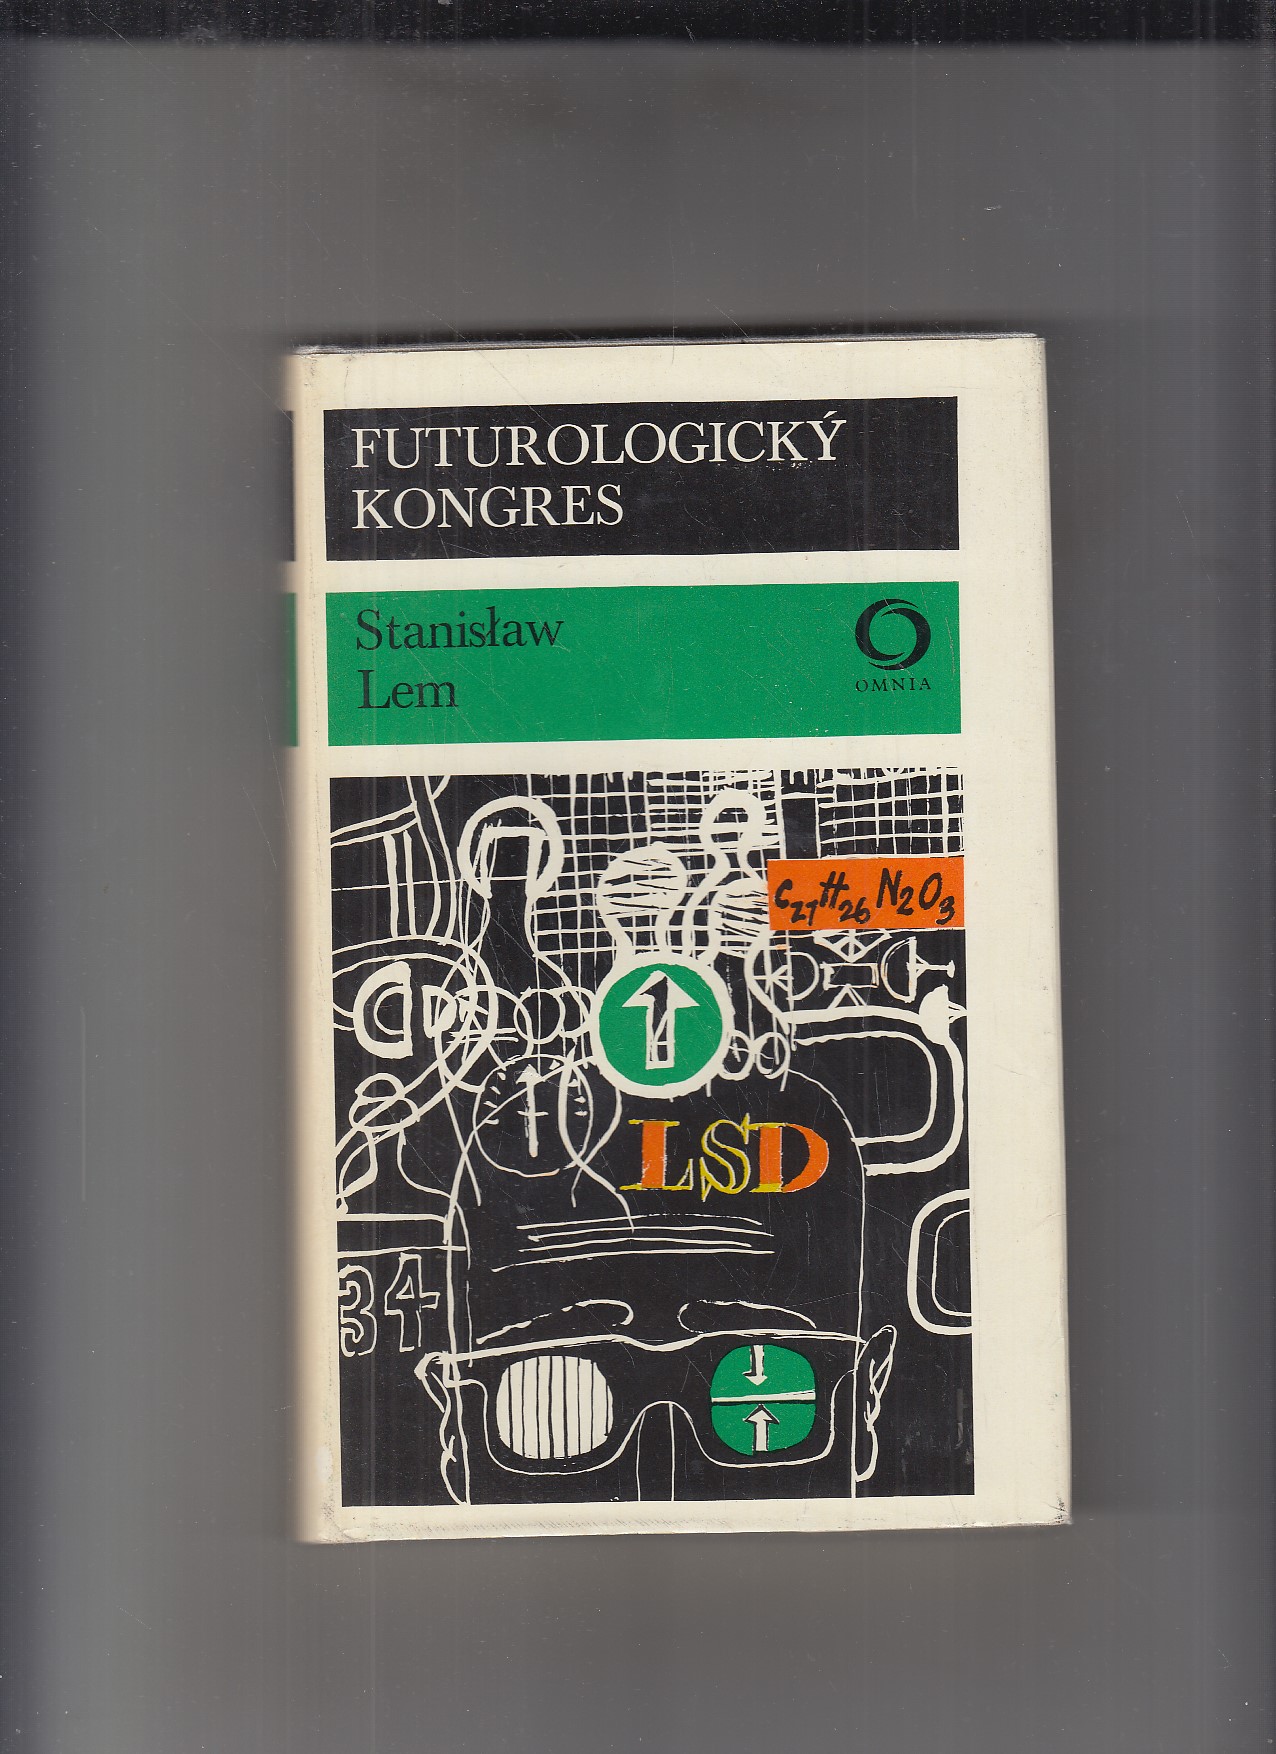 FUTUROLOGICKÝ
KONGRES
Stanisław
Lem
OMNIA
C27H26N2O3
LSD
34